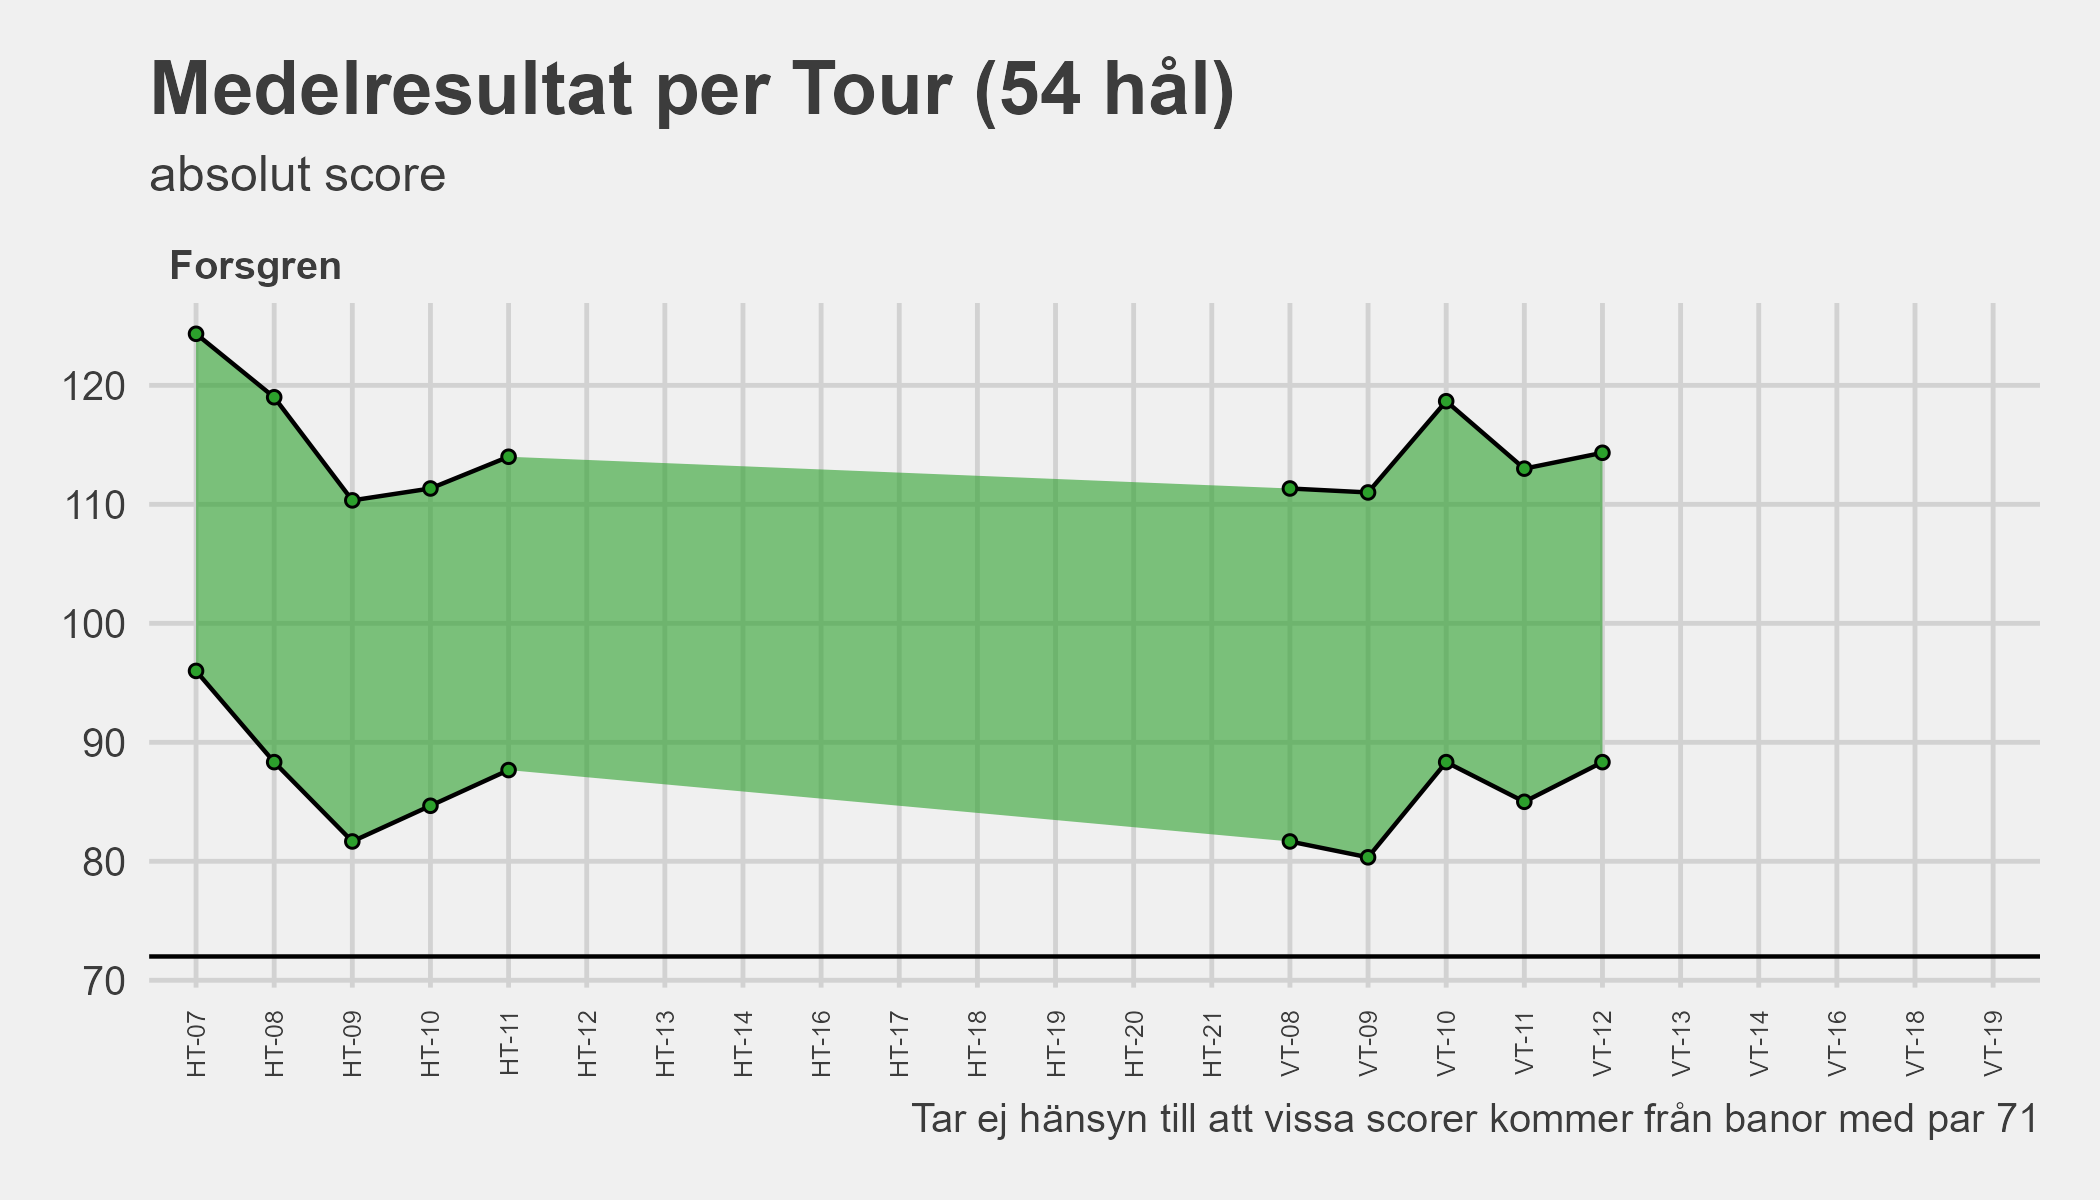 Medelresultat per Tour (54 hål)
absolut score
Forsgren
120
110
100
90
80
70
HT-07 HT-08 HT-09 HT-10 HT-11 HT-12 HT-13 HT-14 HT-16 HT-17 HT-18 HT-19 HT-20 HT-21 VT-08 VT-09 VT-10 VT-11 VT-12 VT-13 VT-14 VT-16 VT-18 VT-19
Tar ej hänsyn till att vissa scorer kommer från banor med par 71